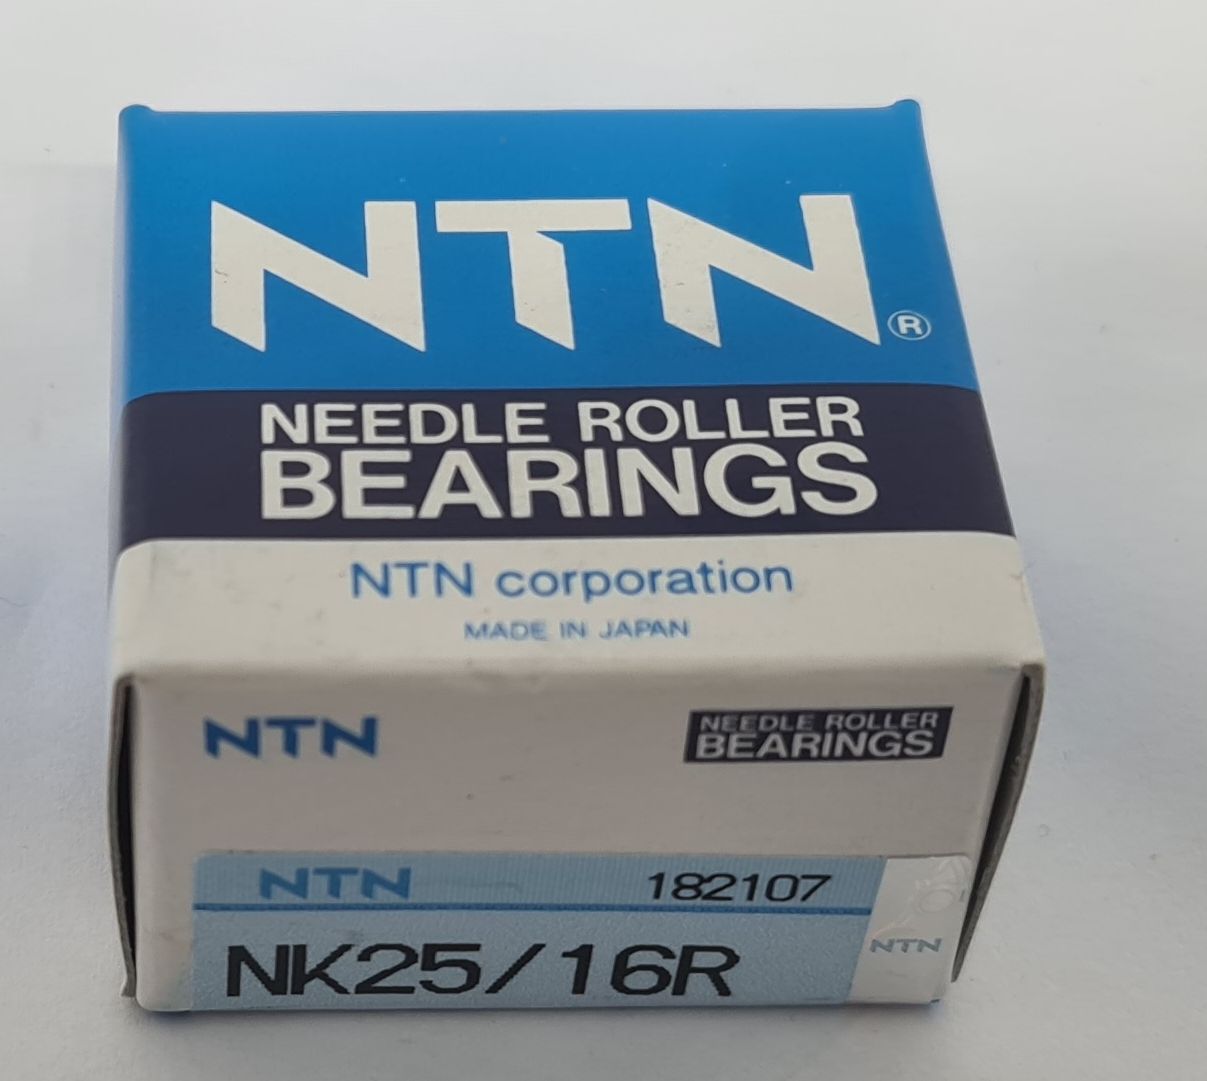 NTN®
NEEDLE ROLLER
BEARINGS
NTN corporation
MADE IN JAPAN
NTN
NEEDLE ROLLER
BEARINGS
NTN 182107
NK25/16R
NTN